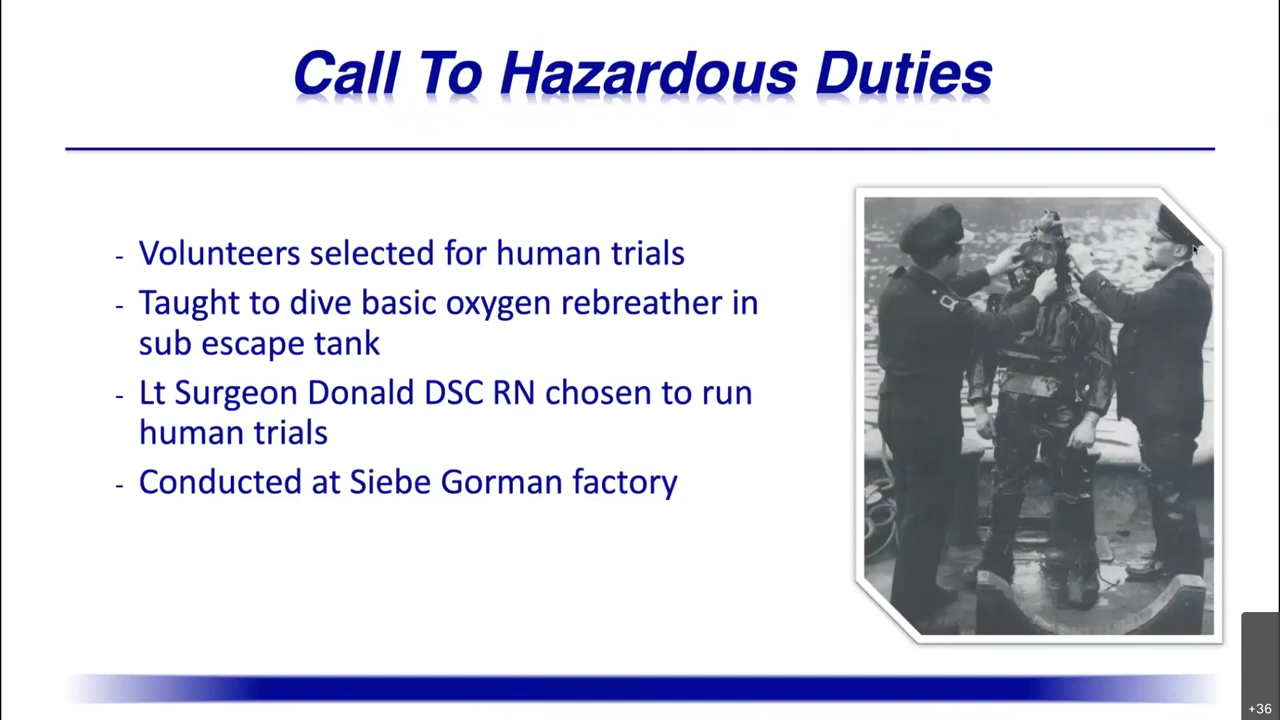 Call To Hazardous Duties
- Volunteers selected for human trials
- Taught to dive basic oxygen rebreather in
sub escape tank
- Lt Surgeon Donald DSC RN chosen to run
human trials
- Conducted at Siebe Gorman factory
+36